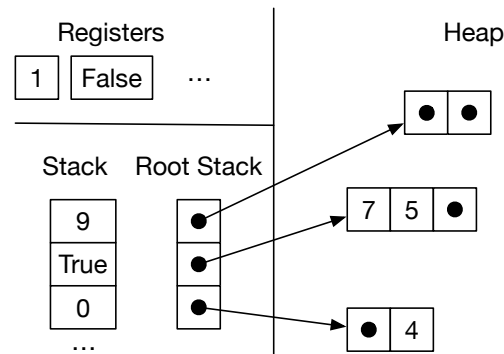 Registers
Heap
1 False ...
Stack Root Stack
9
7 5
True
0
4
...